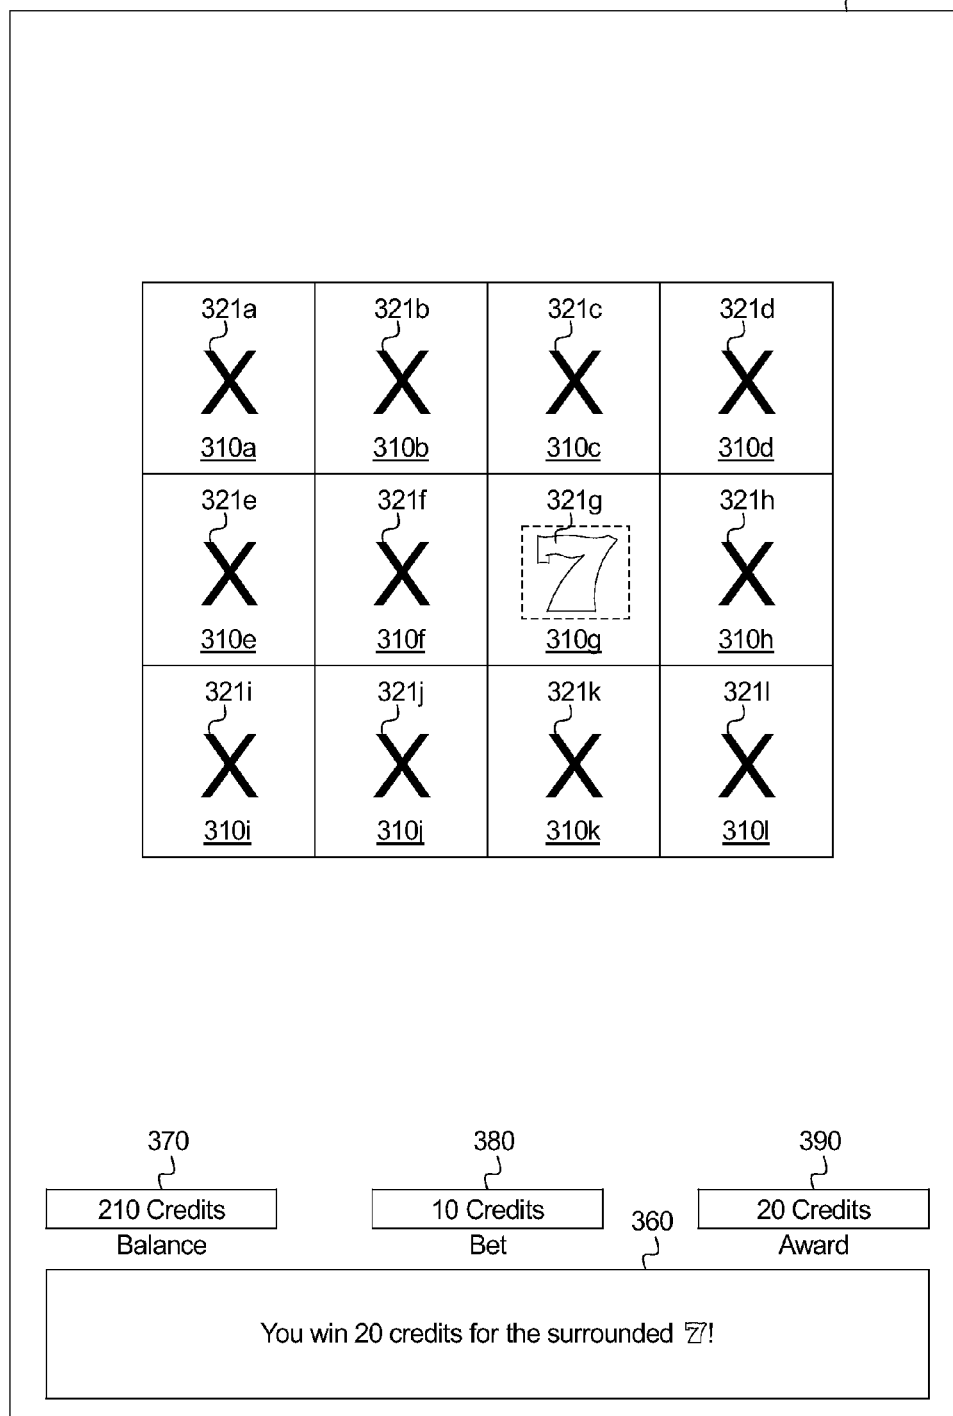 321a 321b 321c 321d
X X X X
310a 310b 310c 310d
321e 321f 321g 321h
X X 7 X
310e 310f 310g 310h
321i 321j 321k 321l
X X X X
310i 310j 310k 310l
370 380 390
210 Credits 10 Credits 20 Credits
Balance Bet Award
360
You win 20 credits for the surrounded 7!